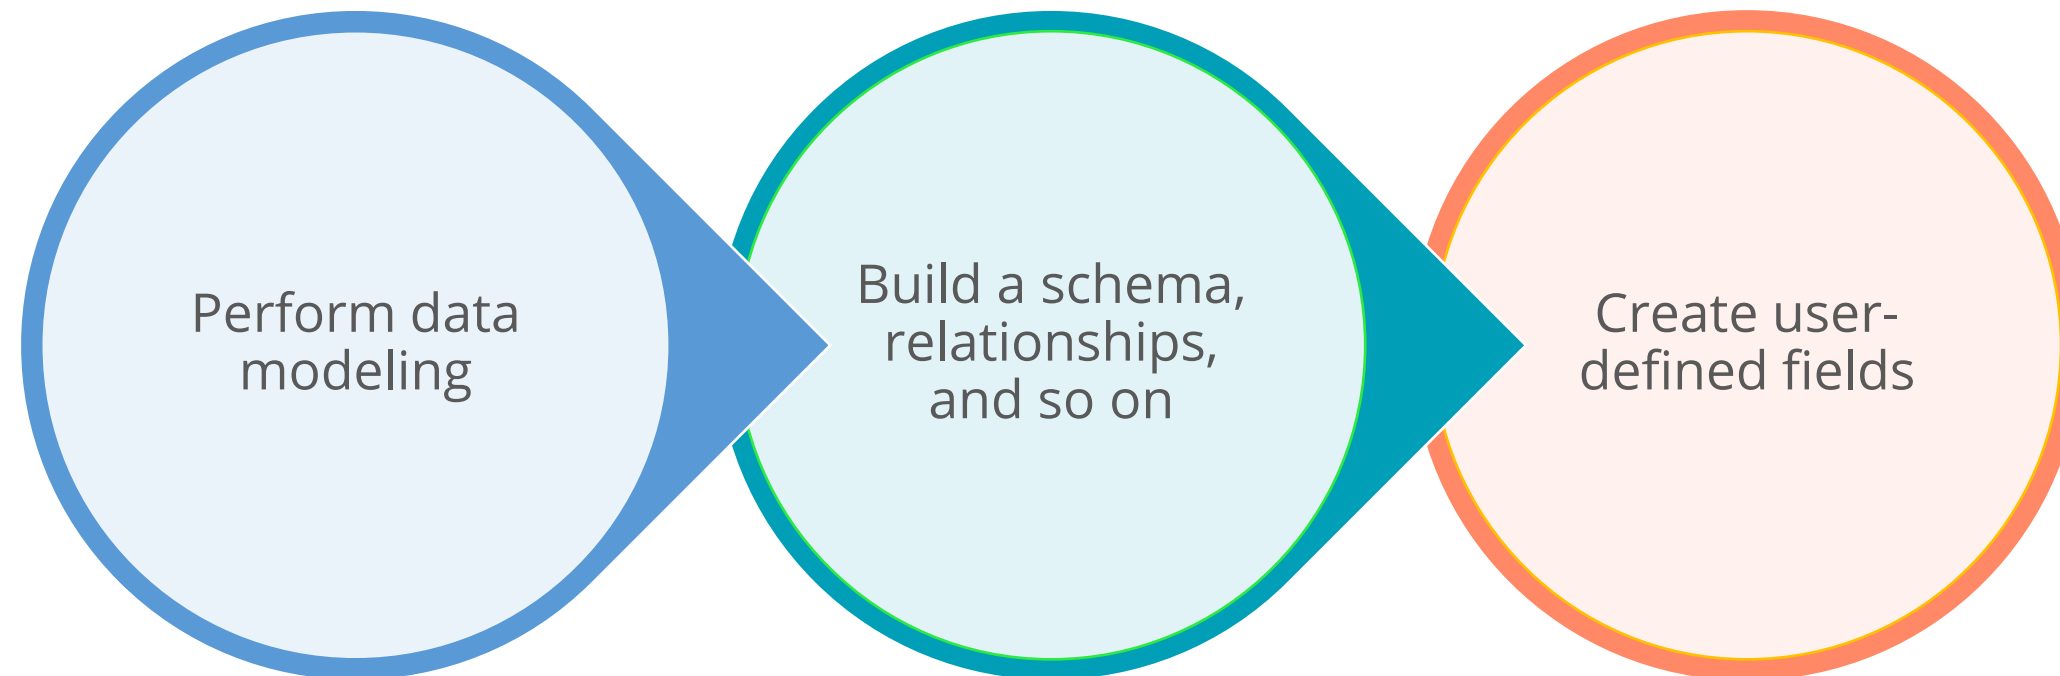 Perform data
modeling
Build a schema,
relationships,
and so on
Create user-
defined fields